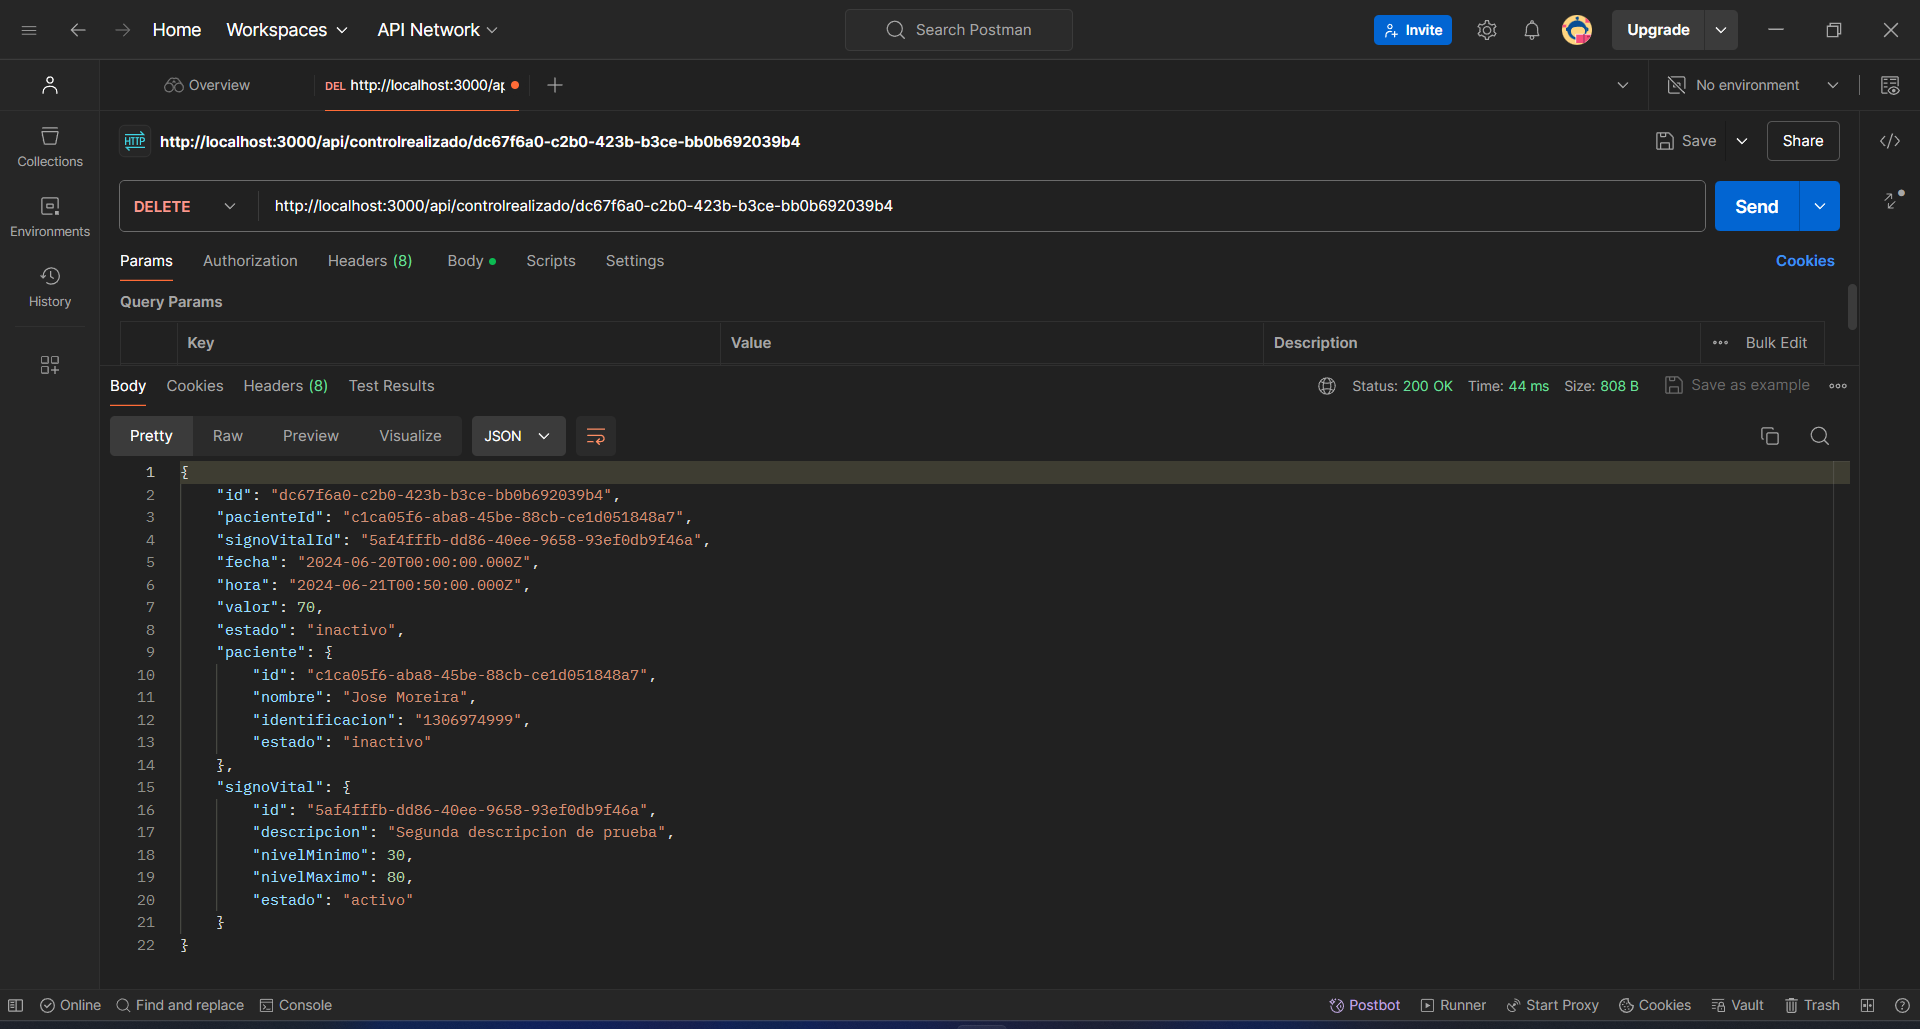 Home Workspaces API Network Search Postman Invite Upgrade
Overview DEL http://localhost:3000/ap No environment
HTTP http://localhost:3000/api/controlrealizado/dc67f6a0-c2b0-423b-b3ce-bb0b692039b4 Save Share
Collections
DELETE http://localhost:3000/api/controlrealizado/dc67f6a0-c2b0-423b-b3ce-bb0b692039b4 Send
Environments
Params Authorization Headers (8) Body Scripts Settings Cookies
History
Query Params
Key Value Description Bulk Edit
Body Cookies Headers (8) Test Results Status: 200 OK Time: 44 ms Size: 808 B Save as example
Pretty Raw Preview Visualize JSON
1 {
2 "id": "dc67f6a0-c2b0-423b-b3ce-bb0b692039b4",
3 "pacienteId": "c1ca05f6-aba8-45be-88cb-ce1d051848a7",
4 "signoVitalId": "5af4fffb-dd86-40ee-9658-93ef0db9f46a",
5 "fecha": "2024-06-20T00:00:00.000Z",
6 "hora": "2024-06-21T00:50:00.000Z",
7 "valor": 70,
8 "estado": "inactivo",
9 "paciente": {
10 "id": "c1ca05f6-aba8-45be-88cb-ce1d051848a7",
11 "nombre": "Jose Moreira",
12 "identificacion": "1306974999",
13 "estado": "inactivo"
14 },
15 "signoVital": {
16 "id": "5af4fffb-dd86-40ee-9658-93ef0db9f46a",
17 "descripcion": "Segunda descripcion de prueba",
18 "nivelMinimo": 30,
19 "nivelMaximo": 80,
20 "estado": "activo"
21 }
22 }
Online Find and replace Console Postbot Runner Start Proxy Cookies Vault Trash